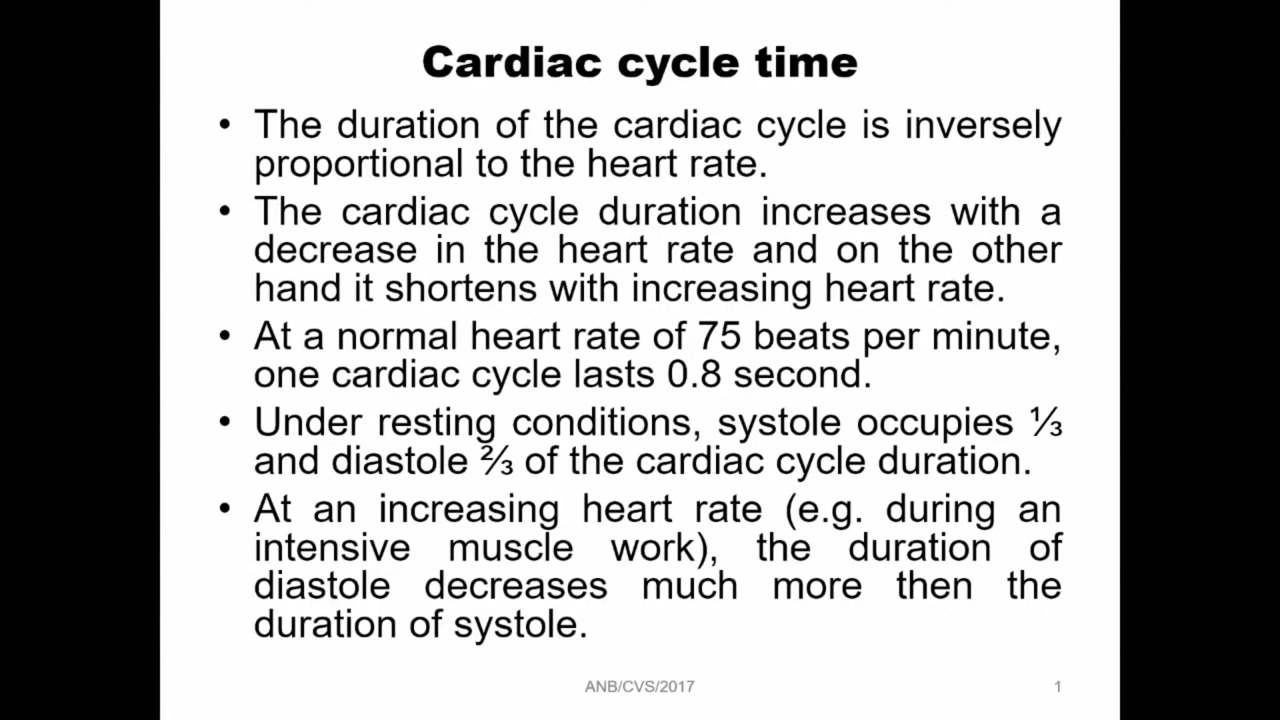 Cardiac cycle time
• The duration of the cardiac cycle is inversely
proportional to the heart rate.
• The cardiac cycle duration increases with a
decrease in the heart rate and on the other
hand it shortens with increasing heart rate.
• At a normal heart rate of 75 beats per minute,
one cardiac cycle lasts 0.8 second.
• Under resting conditions, systole occupies ⅓
and diastole ⅔ of the cardiac cycle duration.
• At an increasing heart rate (e.g. during an
intensive muscle work), the duration of
diastole decreases much more then the
duration of systole.
ANB/CVS/2017 1